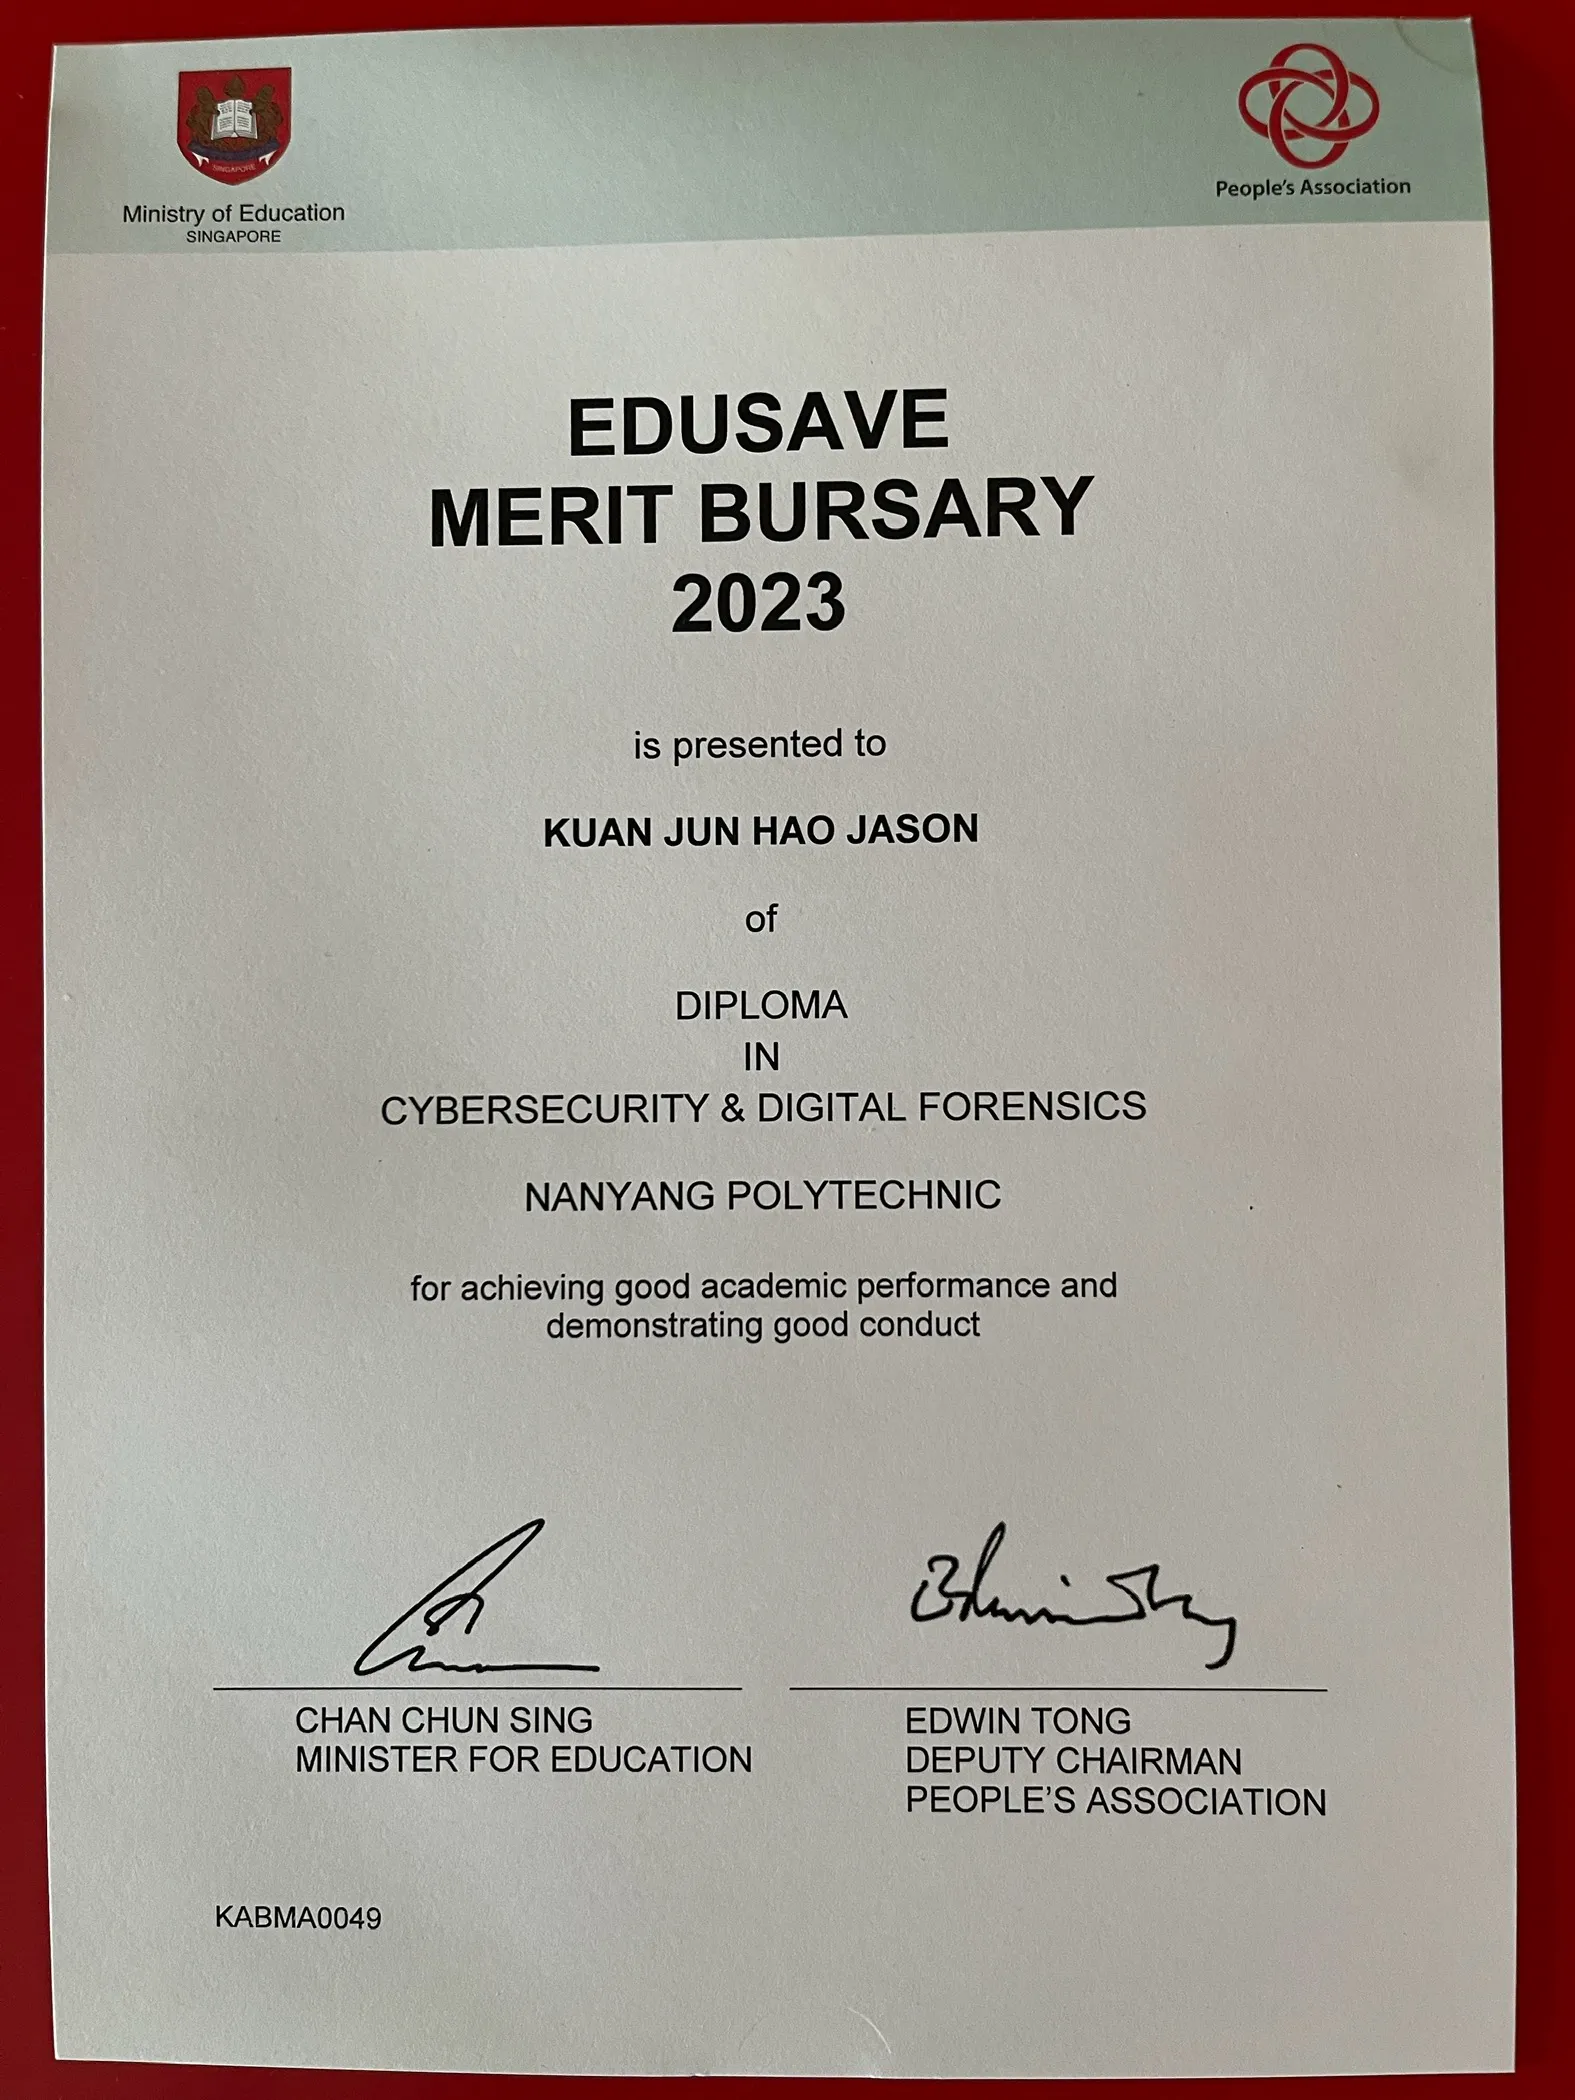 SINGAPORE
Ministry of Education
SINGAPORE
People's Association
EDUSAVE
MERIT BURSARY
2023
is presented to
KUAN JUN HAO JASON
of
DIPLOMA
IN
CYBERSECURITY & DIGITAL FORENSICS
NANYANG POLYTECHNIC
for achieving good academic performance and
demonstrating good conduct
CHAN CHUN SING
MINISTER FOR EDUCATION
EDWIN TONG
DEPUTY CHAIRMAN
PEOPLE'S ASSOCIATION
KABMA0049